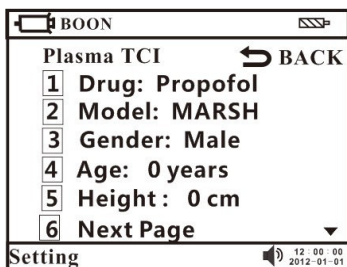 BOON
Plasma TCI BACK
1 Drug: Propofol
2 Model: MARSH
3 Gender: Male
4 Age: 0 years
5 Height: 0 cm
6 Next Page
Setting 12:00:00
2012-01-01